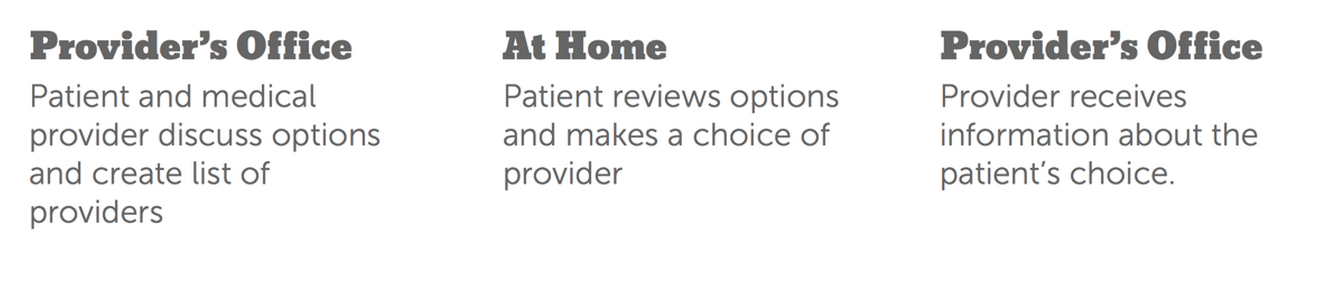 Provider’s Office
Patient and medical
provider discuss options
and create list of
providers
At Home
Patient reviews options
and makes a choice of
provider
Provider’s Office
Provider receives
information about the
patient’s choice.